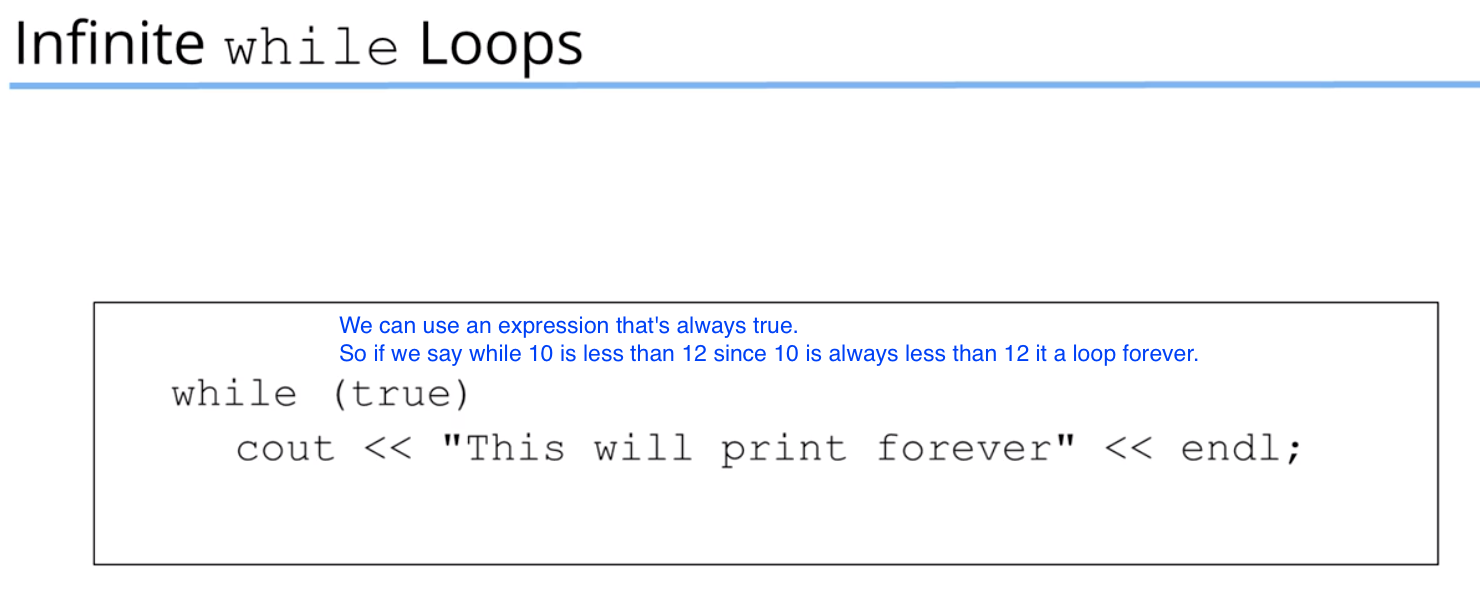 Infinite while Loops
We can use an expression that's always true.
So if we say while 10 is less than 12 since 10 is always less than 12 it a loop forever.
while (true)
cout << "This will print forever" << endl;